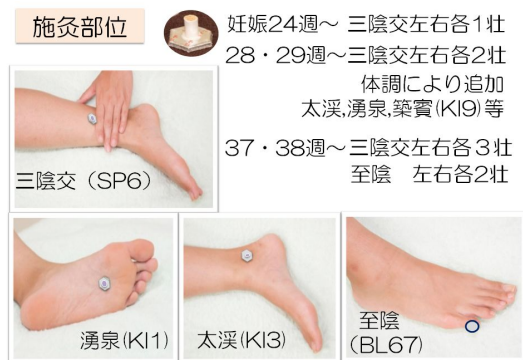 施灸部位
妊娠24週～ 三陰交左右各1壮
28・29週～ 三陰交左右各2壮
体調により追加
太渓,湧泉,築賓(KI9)等
37・38週～三陰交左右各３壮
至陰　左右各2壮
三陰交（SP6）
湧泉(KI1)
太渓(KI3)
至陰
(BL67)